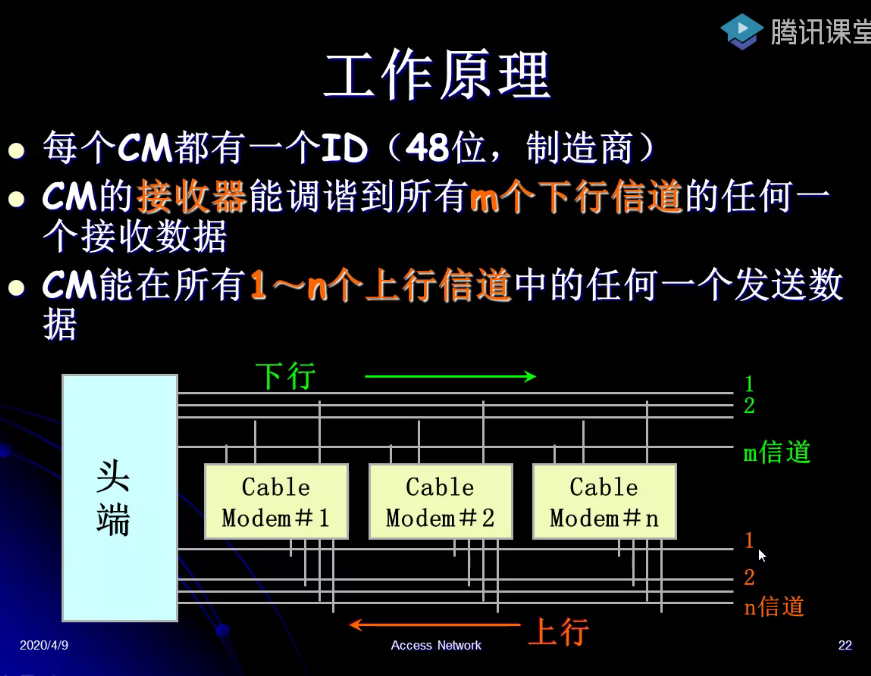 腾讯课堂
工作原理
每个CM都有一个ID（48位，制造商）
CM的接收器能调谐到所有m个下行信道的任何一
个接收数据
CM能在所有1～n个上行信道中的任何一个发送数
据
下行
1
2
m信道
头
端
Cable
Modem＃1
Cable
Modem＃2
Cable
Modem＃n
1
2
n信道
上行
2020/4/9
Access Network
22